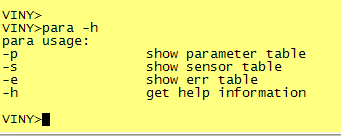 VINY>
VINY>para -h
para usage:
-p show parameter table
-s show sensor table
-e show err table
-h get help information
VINY>